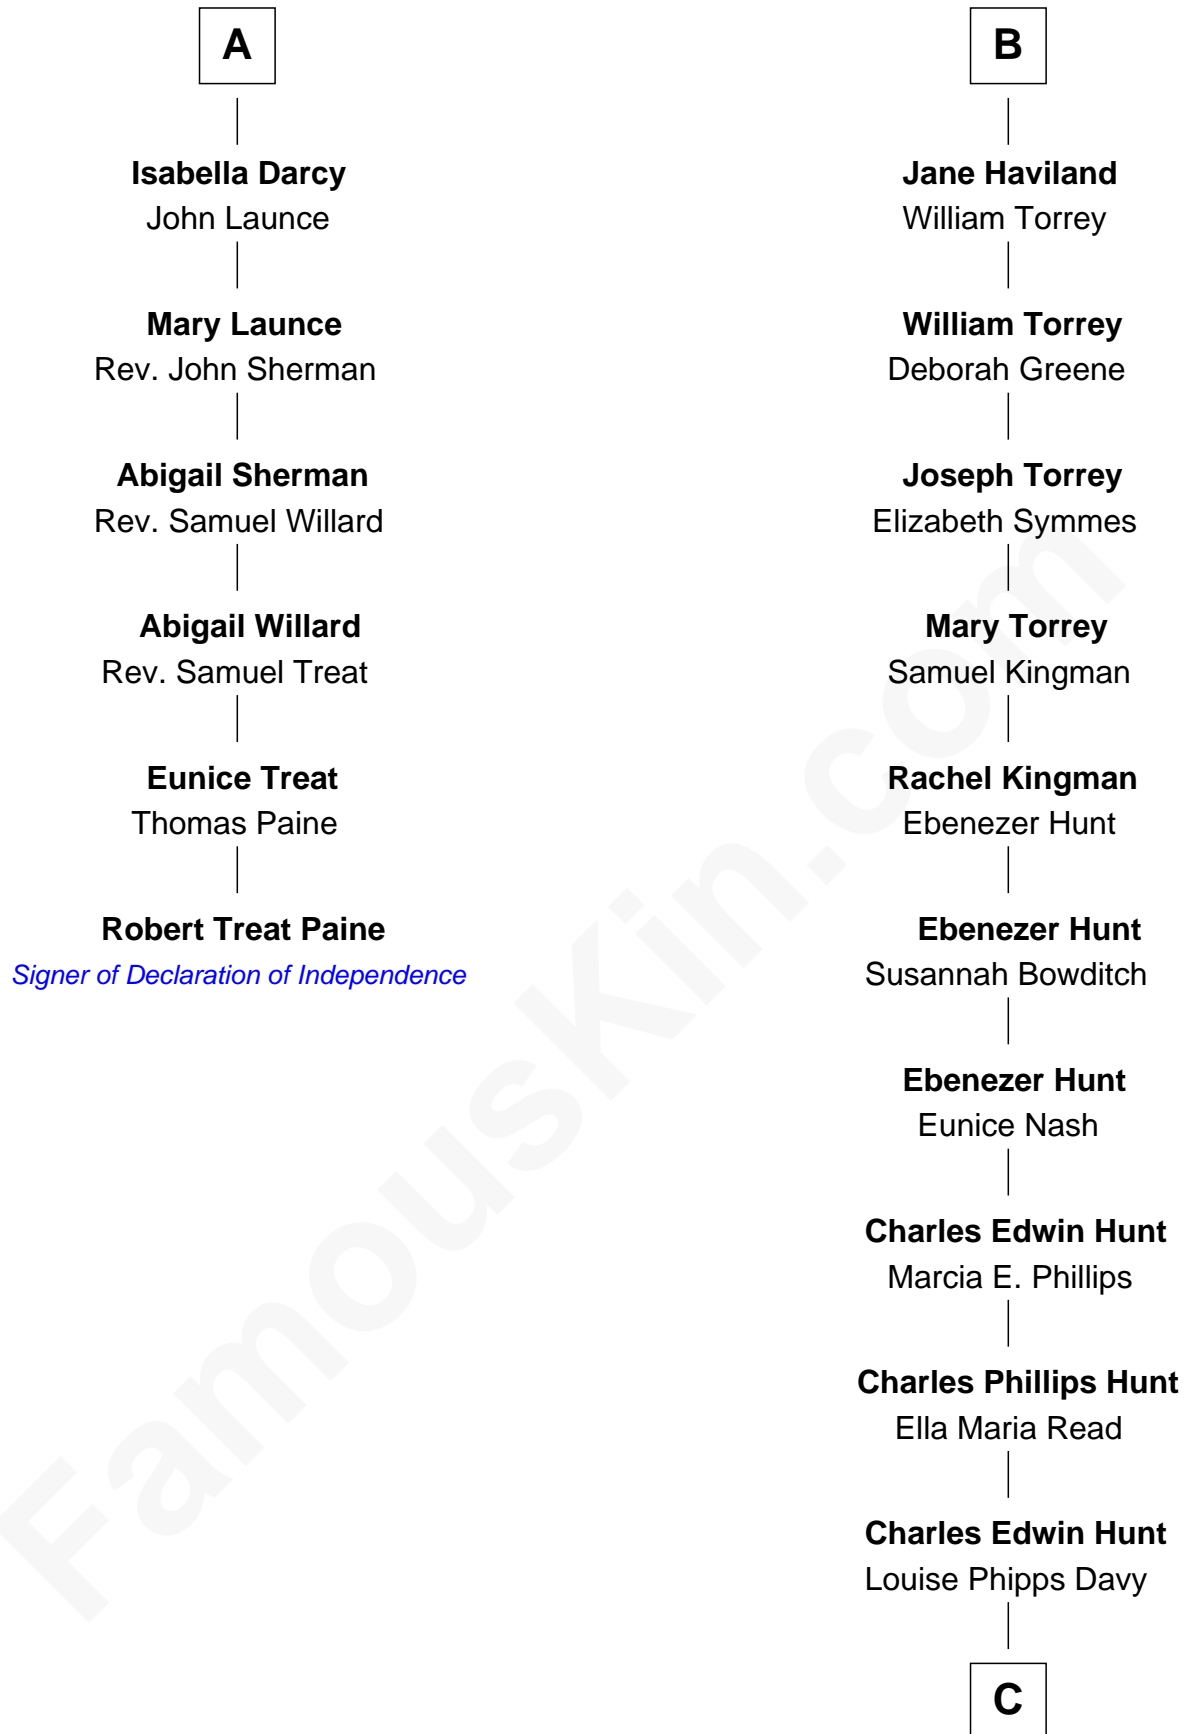 A
Isabella Darcy
John Launce
Mary Launce
Rev. John Sherman
Abigail Sherman
Rev. Samuel Willard
Abigail Willard
Rev. Samuel Treat
Eunice Treat
Thomas Paine
Robert Treat Paine
Signer of Declaration of Independence
B
Jane Haviland
William Torrey
William Torrey
Deborah Greene
Joseph Torrey
Elizabeth Symmes
Mary Torrey
Samuel Kingman
Rachel Kingman
Ebenezer Hunt
Ebenezer Hunt
Susannah Bowditch
Ebenezer Hunt
Eunice Nash
Charles Edwin Hunt
Marcia E. Phillips
Charles Phillips Hunt
Ella Maria Read
Charles Edwin Hunt
Louise Phipps Davy
C
FamousKin.com